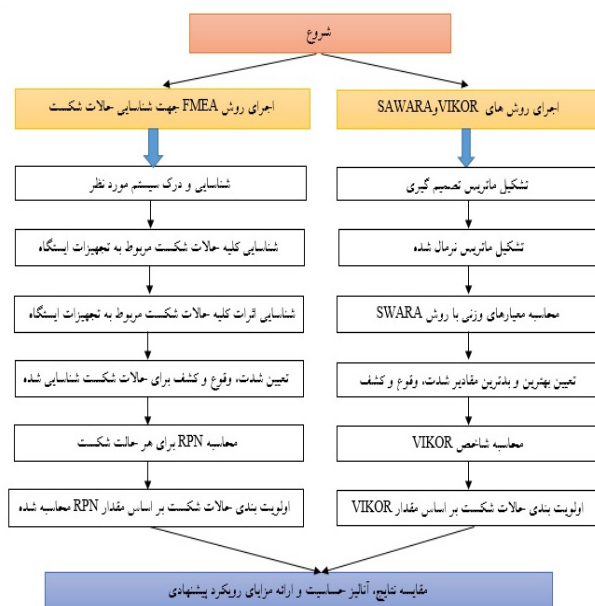 شروع
اجرای روش های VIKORوSAWARA
اجرای روش FMEA جهت شناسایی حالات شکست
تشکیل ماتریس تصمیم گیری
شناسایی و درک سیستم مورد نظر
تشکیل ماتریس نرمال شده
شناسایی کلیه حالات شکست مربوط به تجهیزات ایستگاه
محاسبه معیارهای وزنی با روش SWARA
شناسایی اثرات کلیه حالات شکست مربوط به تجهیزات ایستگاه
تعیین بهترین و بدترین مقادیر شدت، وقوع و کشف
تعیین شدت، وقوع و کشف برای حالات شکست شناسایی شده
محاسبه شاخص VIKOR
محاسبه RPN برای هر حالت شکست
اولویت بندی حالات شکست بر اساس مقدار VIKOR
اولویت بندی حالات شکست بر اساس مقدار RPN محاسبه شده
مقایسه نتایج، آنالیز حساسیت و ارائه مزایای رویکرد پیشنهادی